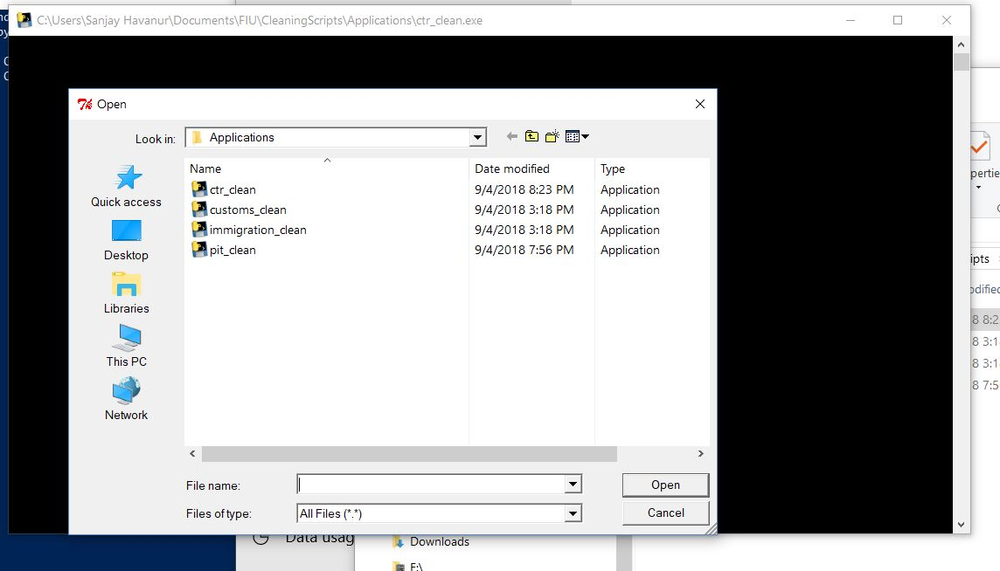 C:\Users\Sanjay Havanur\Documents\FIU\CleaningScripts\Applications\ctr_clean.exe
Open
Look in: Applications
Name Date modified Type
ctr_clean 9/4/2018 8:23 PM Application
customs_clean 9/4/2018 3:18 PM Application
immigration_clean 9/4/2018 3:18 PM Application
pit_clean 9/4/2018 7:56 PM Application
Quick access
Desktop
Libraries
This PC
Network
File name: Open
Files of type: All Files (*.*) Cancel
Data usag
Downloads
F:\
pertie
ipts
odified
8 8:2
8 3:1
8 3:1
8 7:5